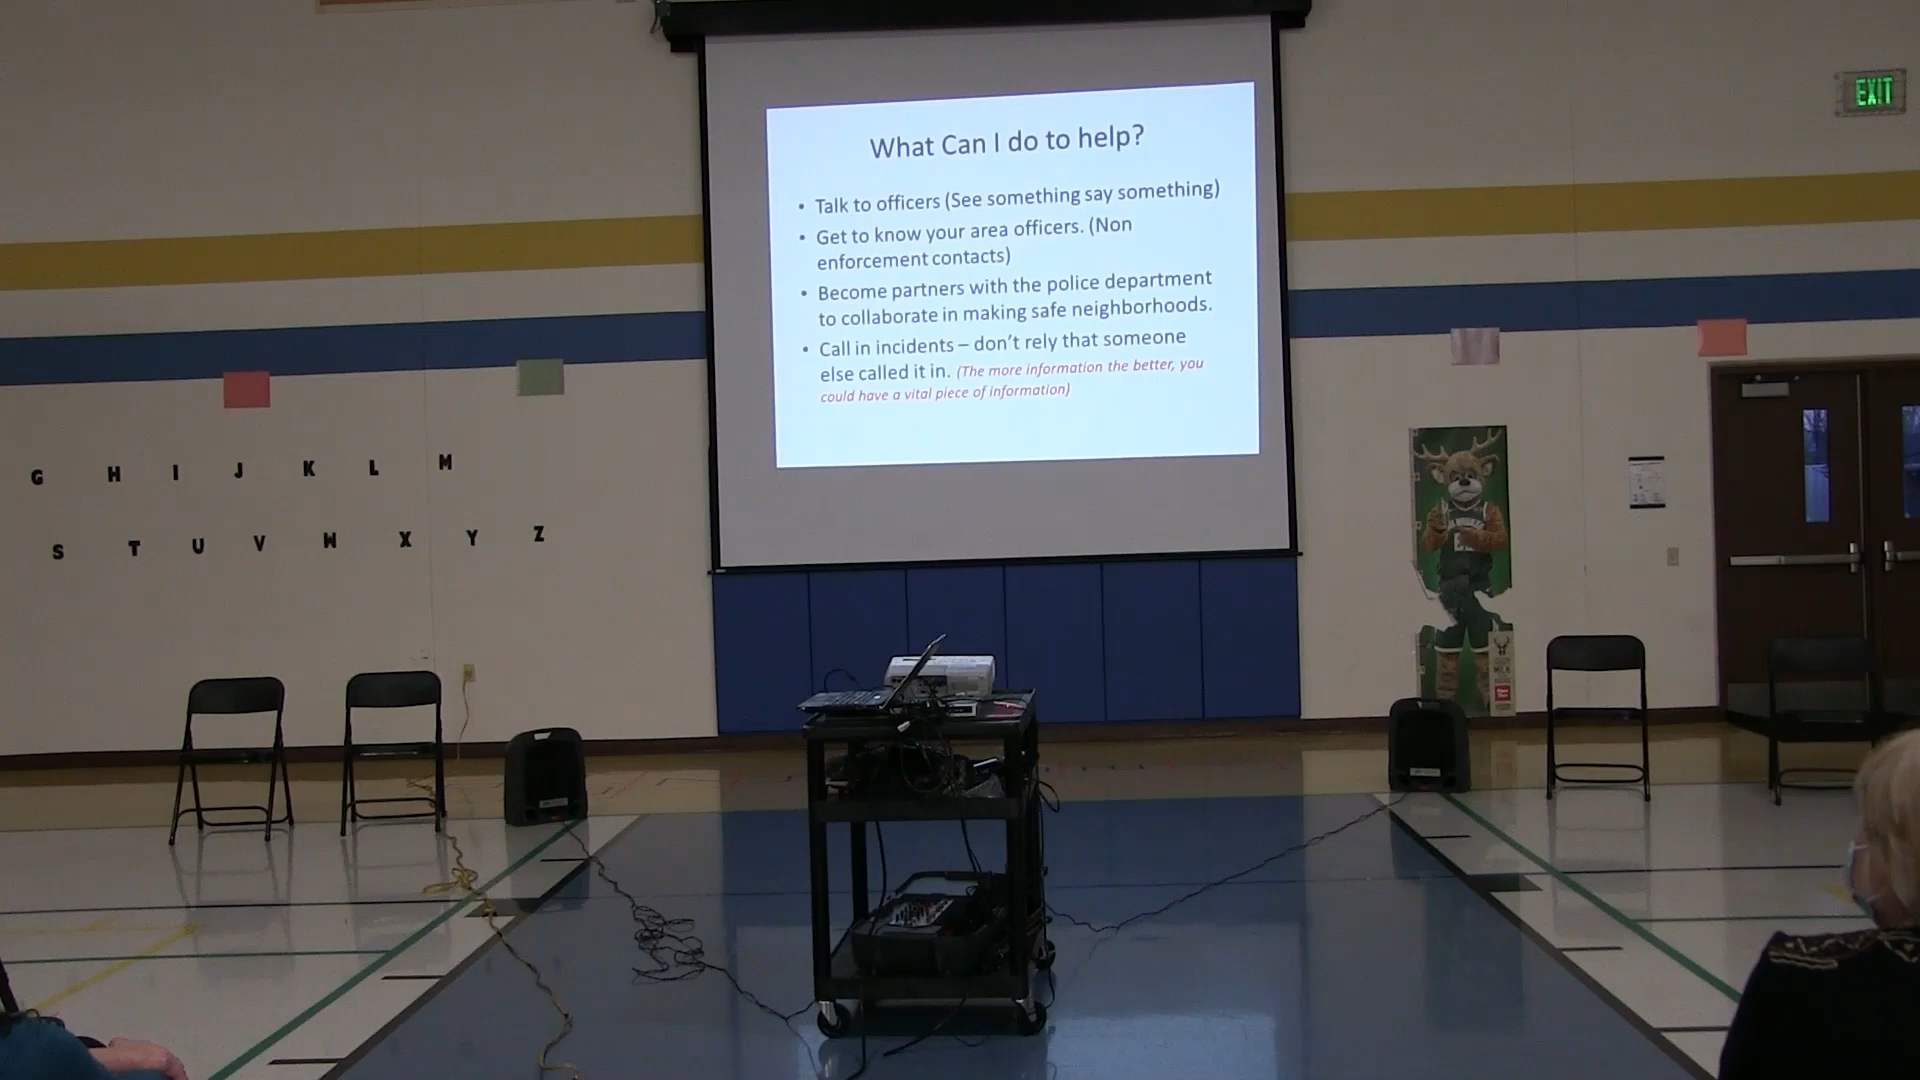 What Can I do to help?
• Talk to officers (See something say something)
• Get to know your area officers. (Non
enforcement contacts)
• Become partners with the police department
to collaborate in making safe neighborhoods.
• Call in incidents – don't rely that someone
else called it in. (The more information the better, you
could have a vital piece of information)
EXIT
G H I J K L M
S T U V W X Y Z